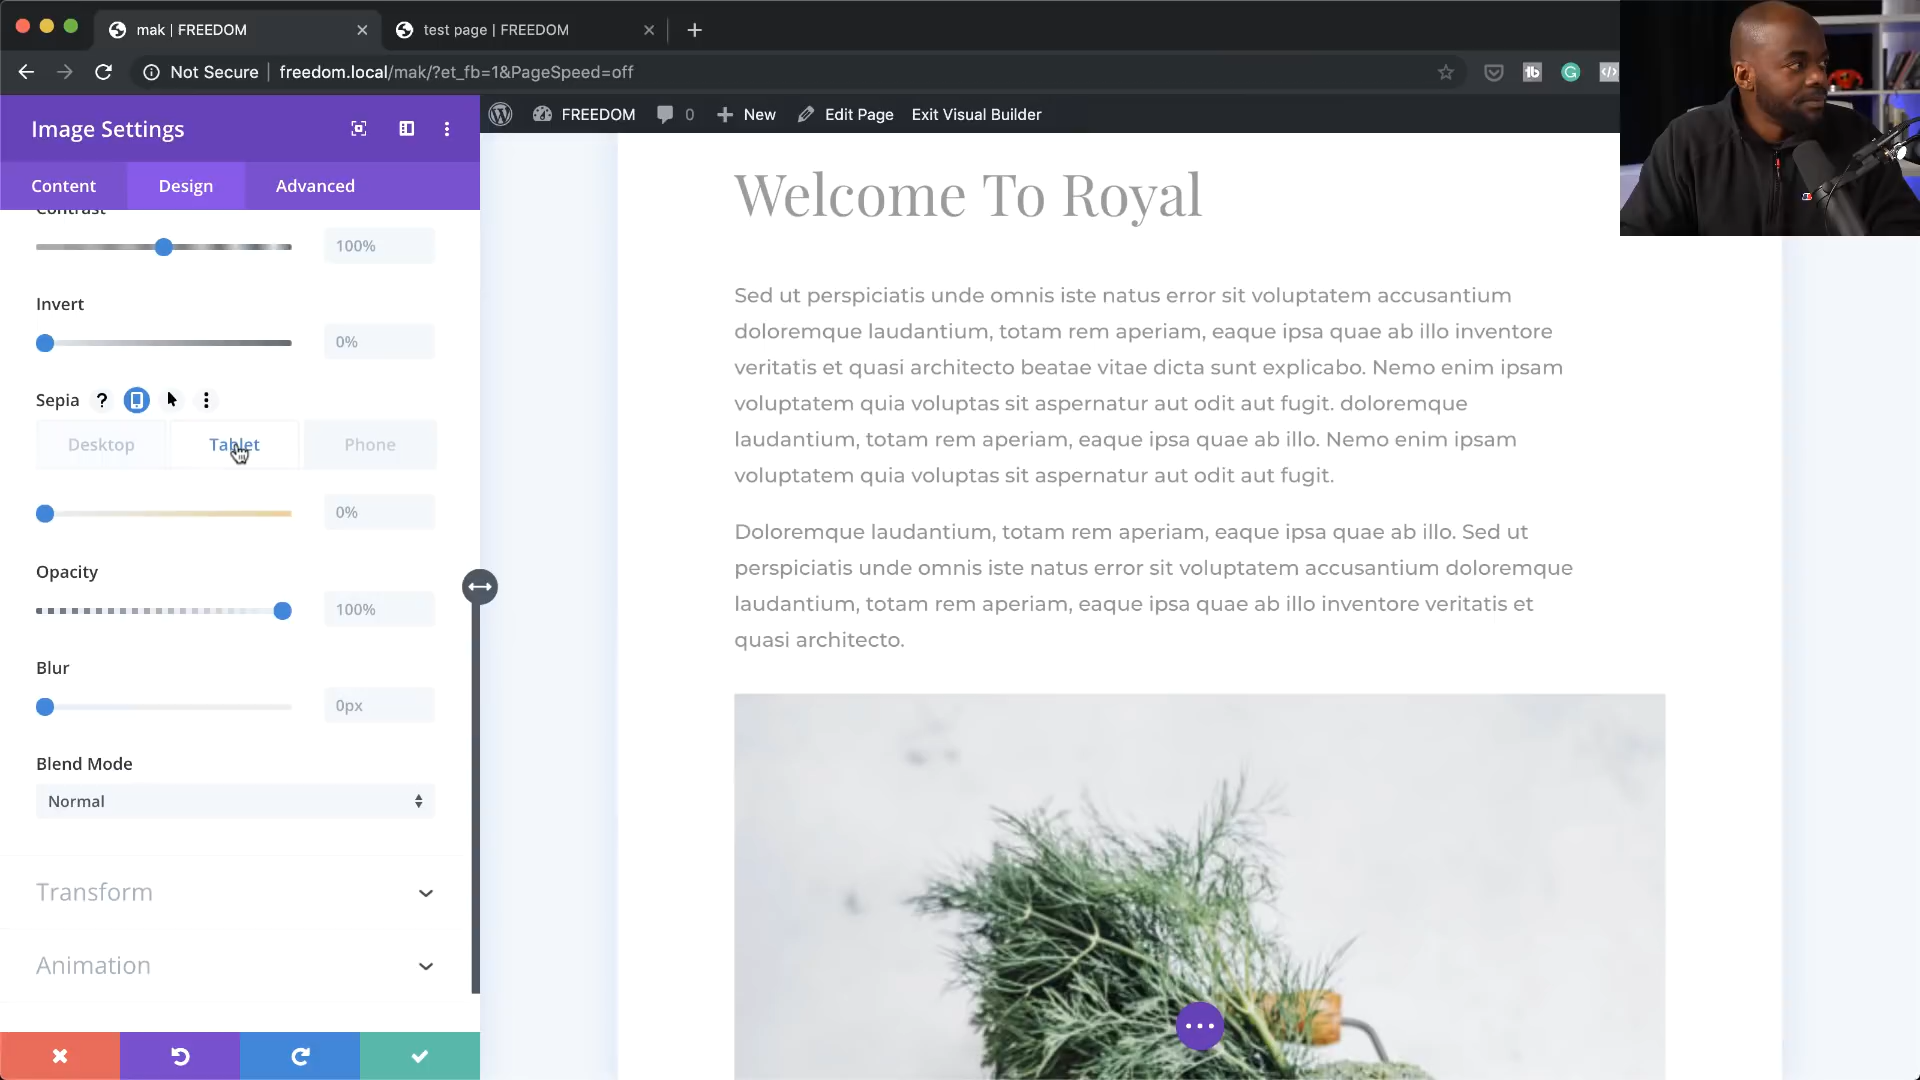 mak | FREEDOM
test page | FREEDOM
Not Secure | freedom.local/mak/?et_fb=1&PageSpeed=off
FREEDOM 0 New Edit Page Exit Visual Builder
Image Settings
Content Design Advanced
Contrast
100%
Invert
0%
Sepia ?
Desktop Tablet Phone
0%
Opacity
100%
Blur
0px
Blend Mode
Normal
Transform
Animation
Welcome To Royal
Sed ut perspiciatis unde omnis iste natus error sit voluptatem accusantium
doloremque laudantium, totam rem aperiam, eaque ipsa quae ab illo inventore
veritatis et quasi architecto beatae vitae dicta sunt explicabo. Nemo enim ipsam
voluptatem quia voluptas sit aspernatur aut odit aut fugit. doloremque
laudantium, totam rem aperiam, eaque ipsa quae ab illo. Nemo enim ipsam
voluptatem quia voluptas sit aspernatur aut odit aut fugit.
Doloremque laudantium, totam rem aperiam, eaque ipsa quae ab illo. Sed ut
perspiciatis unde omnis iste natus error sit voluptatem accusantium doloremque
laudantium, totam rem aperiam, eaque ipsa quae ab illo inventore veritatis et
quasi architecto.